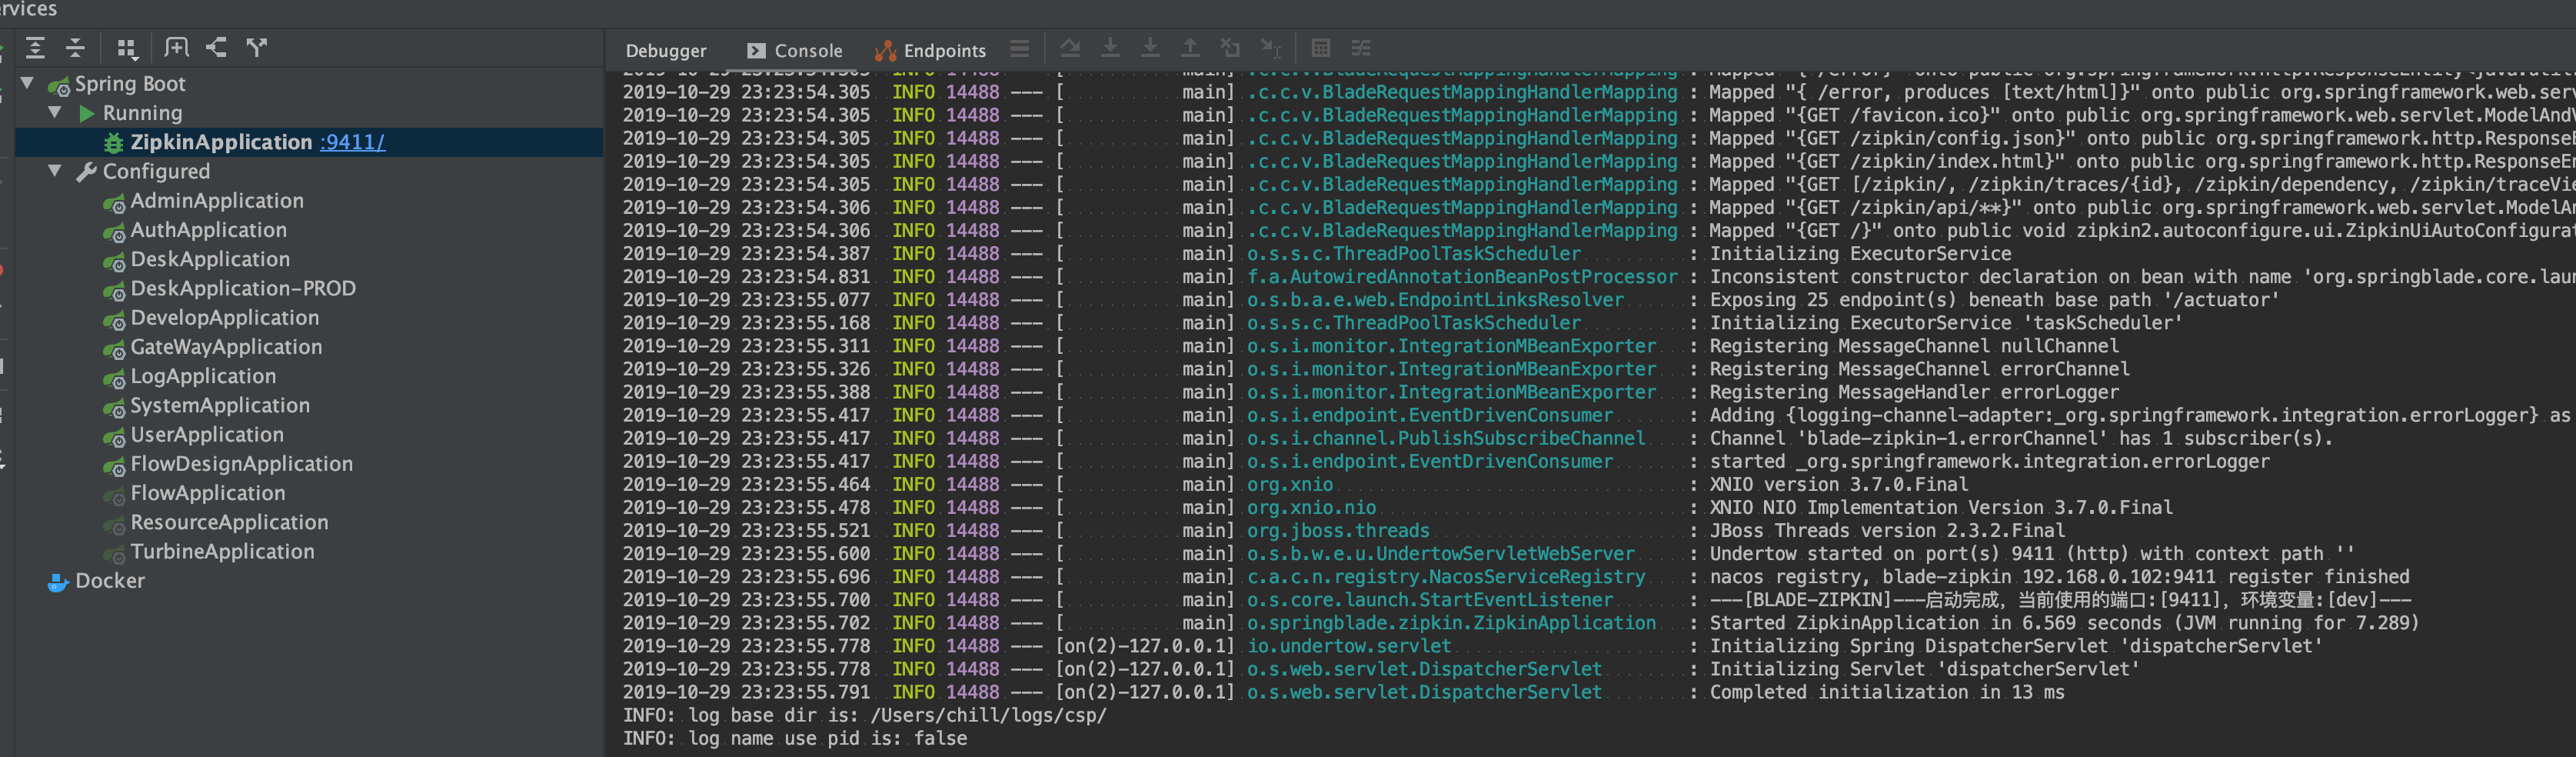 ervices
Spring Boot
Running
ZipkinApplication :9411/
Configured
AdminApplication
AuthApplication
DeskApplication
DeskApplication-PROD
DevelopApplication
GateWayApplication
LogApplication
SystemApplication
UserApplication
FlowDesignApplication
FlowApplication
ResourceApplication
TurbineApplication
Docker
Debugger Console Endpoints
2019-10-29 23:23:54.305 INFO 14488 --- [ main] .c.c.v.BladeRequestMappingHandlerMapping : Mapped "{ /error}" onto public org.springframework.http.ResponseEntity<java.util
2019-10-29 23:23:54.305 INFO 14488 --- [ main] .c.c.v.BladeRequestMappingHandlerMapping : Mapped "{ /error, produces [text/html]}" onto public org.springframework.web.serv
2019-10-29 23:23:54.305 INFO 14488 --- [ main] .c.c.v.BladeRequestMappingHandlerMapping : Mapped "{GET /favicon.ico}" onto public org.springframework.web.servlet.ModelAndV
2019-10-29 23:23:54.305 INFO 14488 --- [ main] .c.c.v.BladeRequestMappingHandlerMapping : Mapped "{GET /zipkin/config.json}" onto public org.springframework.http.ResponseE
2019-10-29 23:23:54.305 INFO 14488 --- [ main] .c.c.v.BladeRequestMappingHandlerMapping : Mapped "{GET /zipkin/index.html}" onto public org.springframework.http.ResponseEn
2019-10-29 23:23:54.305 INFO 14488 --- [ main] .c.c.v.BladeRequestMappingHandlerMapping : Mapped "{GET [/zipkin/, /zipkin/traces/{id}, /zipkin/dependency, /zipkin/traceVie
2019-10-29 23:23:54.306 INFO 14488 --- [ main] .c.c.v.BladeRequestMappingHandlerMapping : Mapped "{GET /zipkin/api/**}" onto public org.springframework.web.servlet.ModelAn
2019-10-29 23:23:54.306 INFO 14488 --- [ main] .c.c.v.BladeRequestMappingHandlerMapping : Mapped "{GET /}" onto public void zipkin2.autoconfigure.ui.ZipkinUiAutoConfigurat
2019-10-29 23:23:54.387 INFO 14488 --- [ main] o.s.s.c.ThreadPoolTaskScheduler : Initializing ExecutorService
2019-10-29 23:23:54.831 INFO 14488 --- [ main] f.a.AutowiredAnnotationBeanPostProcessor : Inconsistent constructor declaration on bean with name 'org.springblade.core.laun
2019-10-29 23:23:55.077 INFO 14488 --- [ main] o.s.b.a.e.web.EndpointLinksResolver : Exposing 25 endpoint(s) beneath base path '/actuator'
2019-10-29 23:23:55.168 INFO 14488 --- [ main] o.s.s.c.ThreadPoolTaskScheduler : Initializing ExecutorService 'taskScheduler'
2019-10-29 23:23:55.311 INFO 14488 --- [ main] o.s.i.monitor.IntegrationMBeanExporter : Registering MessageChannel nullChannel
2019-10-29 23:23:55.326 INFO 14488 --- [ main] o.s.i.monitor.IntegrationMBeanExporter : Registering MessageChannel errorChannel
2019-10-29 23:23:55.388 INFO 14488 --- [ main] o.s.i.monitor.IntegrationMBeanExporter : Registering MessageHandler errorLogger
2019-10-29 23:23:55.417 INFO 14488 --- [ main] o.s.i.endpoint.EventDrivenConsumer : Adding {logging-channel-adapter:_org.springframework.integration.errorLogger} as
2019-10-29 23:23:55.417 INFO 14488 --- [ main] o.s.i.channel.PublishSubscribeChannel : Channel 'blade-zipkin-1.errorChannel' has 1 subscriber(s).
2019-10-29 23:23:55.417 INFO 14488 --- [ main] o.s.i.endpoint.EventDrivenConsumer : started _org.springframework.integration.errorLogger
2019-10-29 23:23:55.464 INFO 14488 --- [ main] org.xnio : XNIO version 3.7.0.Final
2019-10-29 23:23:55.478 INFO 14488 --- [ main] org.xnio.nio : XNIO NIO Implementation Version 3.7.0.Final
2019-10-29 23:23:55.521 INFO 14488 --- [ main] org.jboss.threads : JBoss Threads version 2.3.2.Final
2019-10-29 23:23:55.600 INFO 14488 --- [ main] o.s.b.w.e.u.UndertowServletWebServer : Undertow started on port(s) 9411 (http) with context path ''
2019-10-29 23:23:55.696 INFO 14488 --- [ main] c.a.c.n.registry.NacosServiceRegistry : nacos registry, blade-zipkin 192.168.0.102:9411 register finished
2019-10-29 23:23:55.700 INFO 14488 --- [ main] o.s.core.launch.StartEventListener : ---[BLADE-ZIPKIN]---启动完成，当前使用的端口:[9411]，环境变量:[dev]---
2019-10-29 23:23:55.702 INFO 14488 --- [ main] o.springblade.zipkin.ZipkinApplication : Started ZipkinApplication in 6.569 seconds (JVM running for 7.289)
2019-10-29 23:23:55.778 INFO 14488 --- [on(2)-127.0.0.1] io.undertow.servlet : Initializing Spring DispatcherServlet 'dispatcherServlet'
2019-10-29 23:23:55.778 INFO 14488 --- [on(2)-127.0.0.1] o.s.web.servlet.DispatcherServlet : Initializing Servlet 'dispatcherServlet'
2019-10-29 23:23:55.791 INFO 14488 --- [on(2)-127.0.0.1] o.s.web.servlet.DispatcherServlet : Completed initialization in 13 ms
INFO: log base dir is: /Users/chill/logs/csp/
INFO: log name use pid is: false